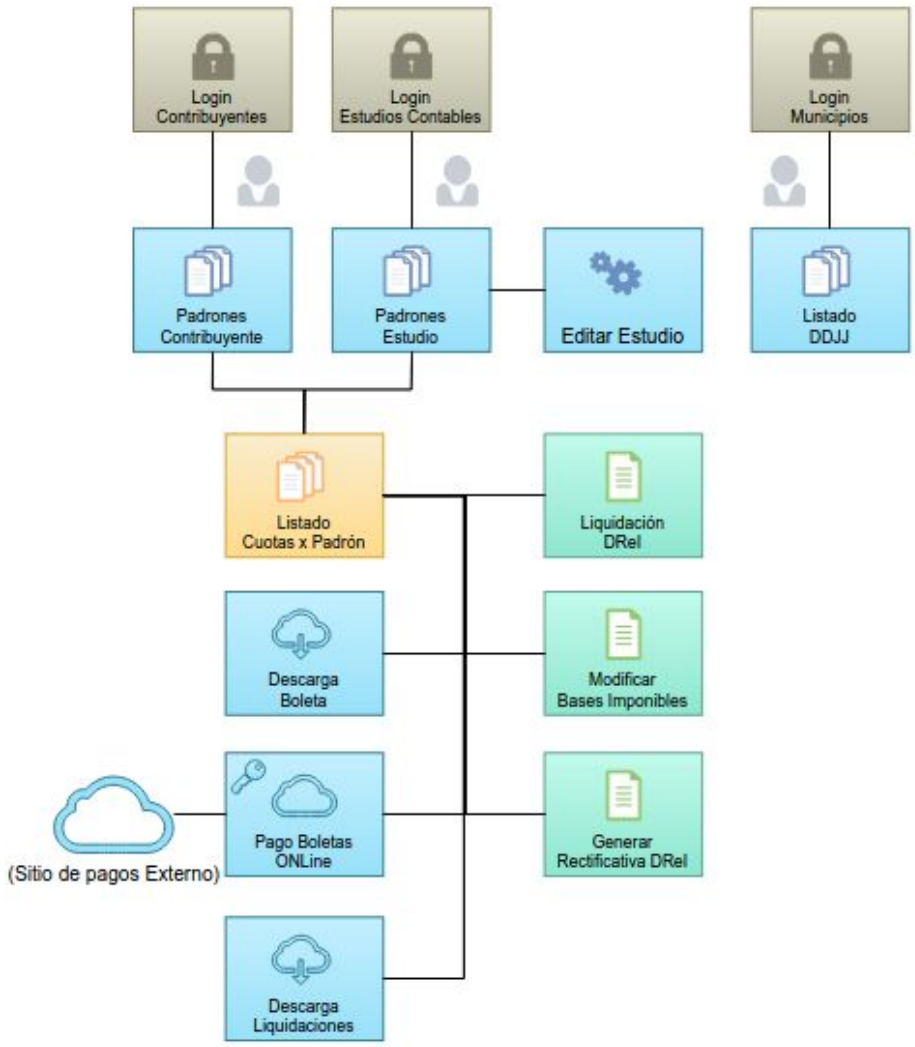 Login
Contribuyentes
Login
Estudios Contables
Login
Municipios
Padrones
Contribuyente
Padrones
Estudio
Editar Estudio
Listado
DDJJ
Listado
Cuotas x Padrón
Liquidación
DRel
Descarga
Boleta
Modificar
Bases Imponibles
(Sitio de pagos Externo)
Pago Boletas
ONLine
Generar
Rectificativa DRel
Descarga
Liquidaciones